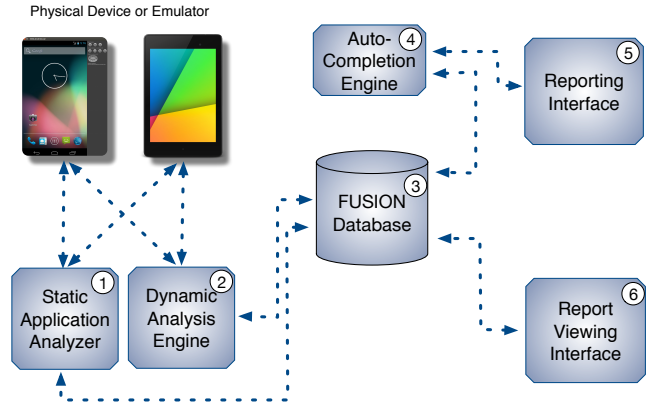 Physical Device or Emulator
Auto-
Completion
Engine
4
Reporting
Interface
5
FUSION
Database
3
Static
Application
Analyzer
1
Dynamic
Analysis
Engine
2
Report
Viewing
Interface
6